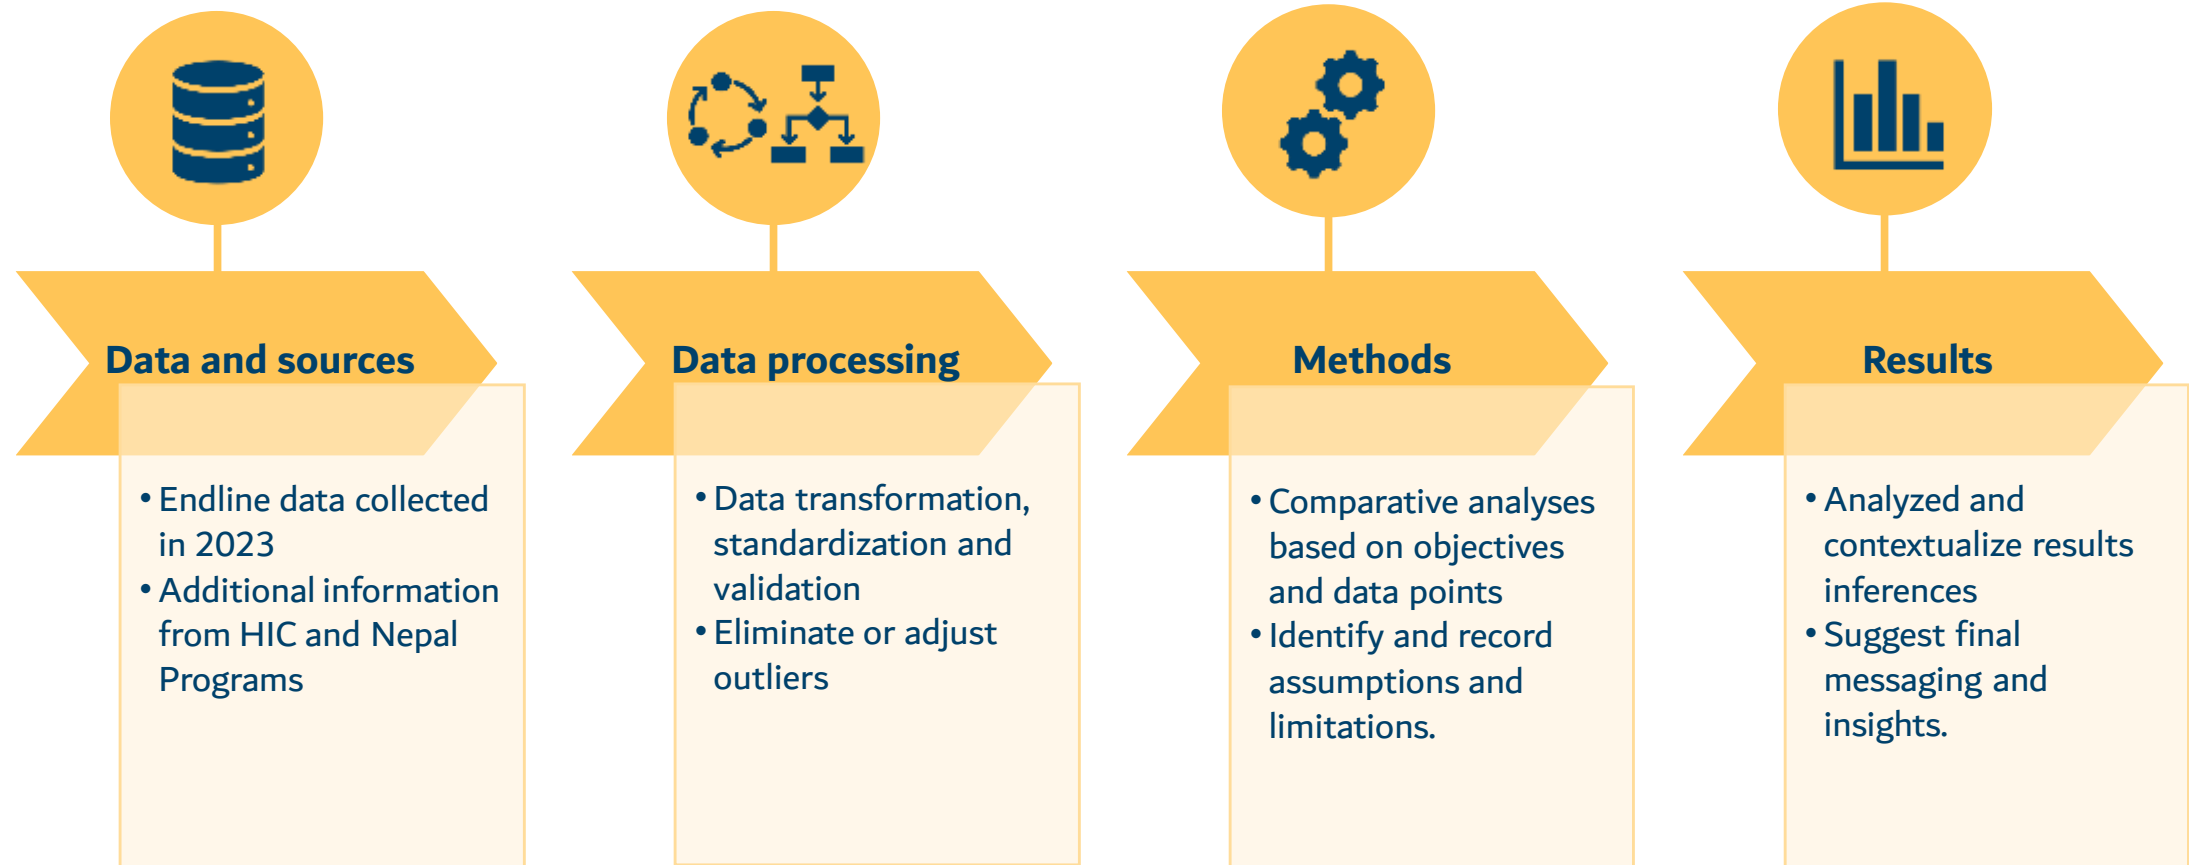 Data and sources
• Endline data collected
in 2023
• Additional information
from HIC and Nepal
Programs
Data processing
• Data transformation,
standardization and
validation
• Eliminate or adjust
outliers
Methods
• Comparative analyses
based on objectives
and data points
• Identify and record
assumptions and
limitations.
Results
• Analyzed and
contextualize results
inferences
• Suggest final
messaging and
insights.